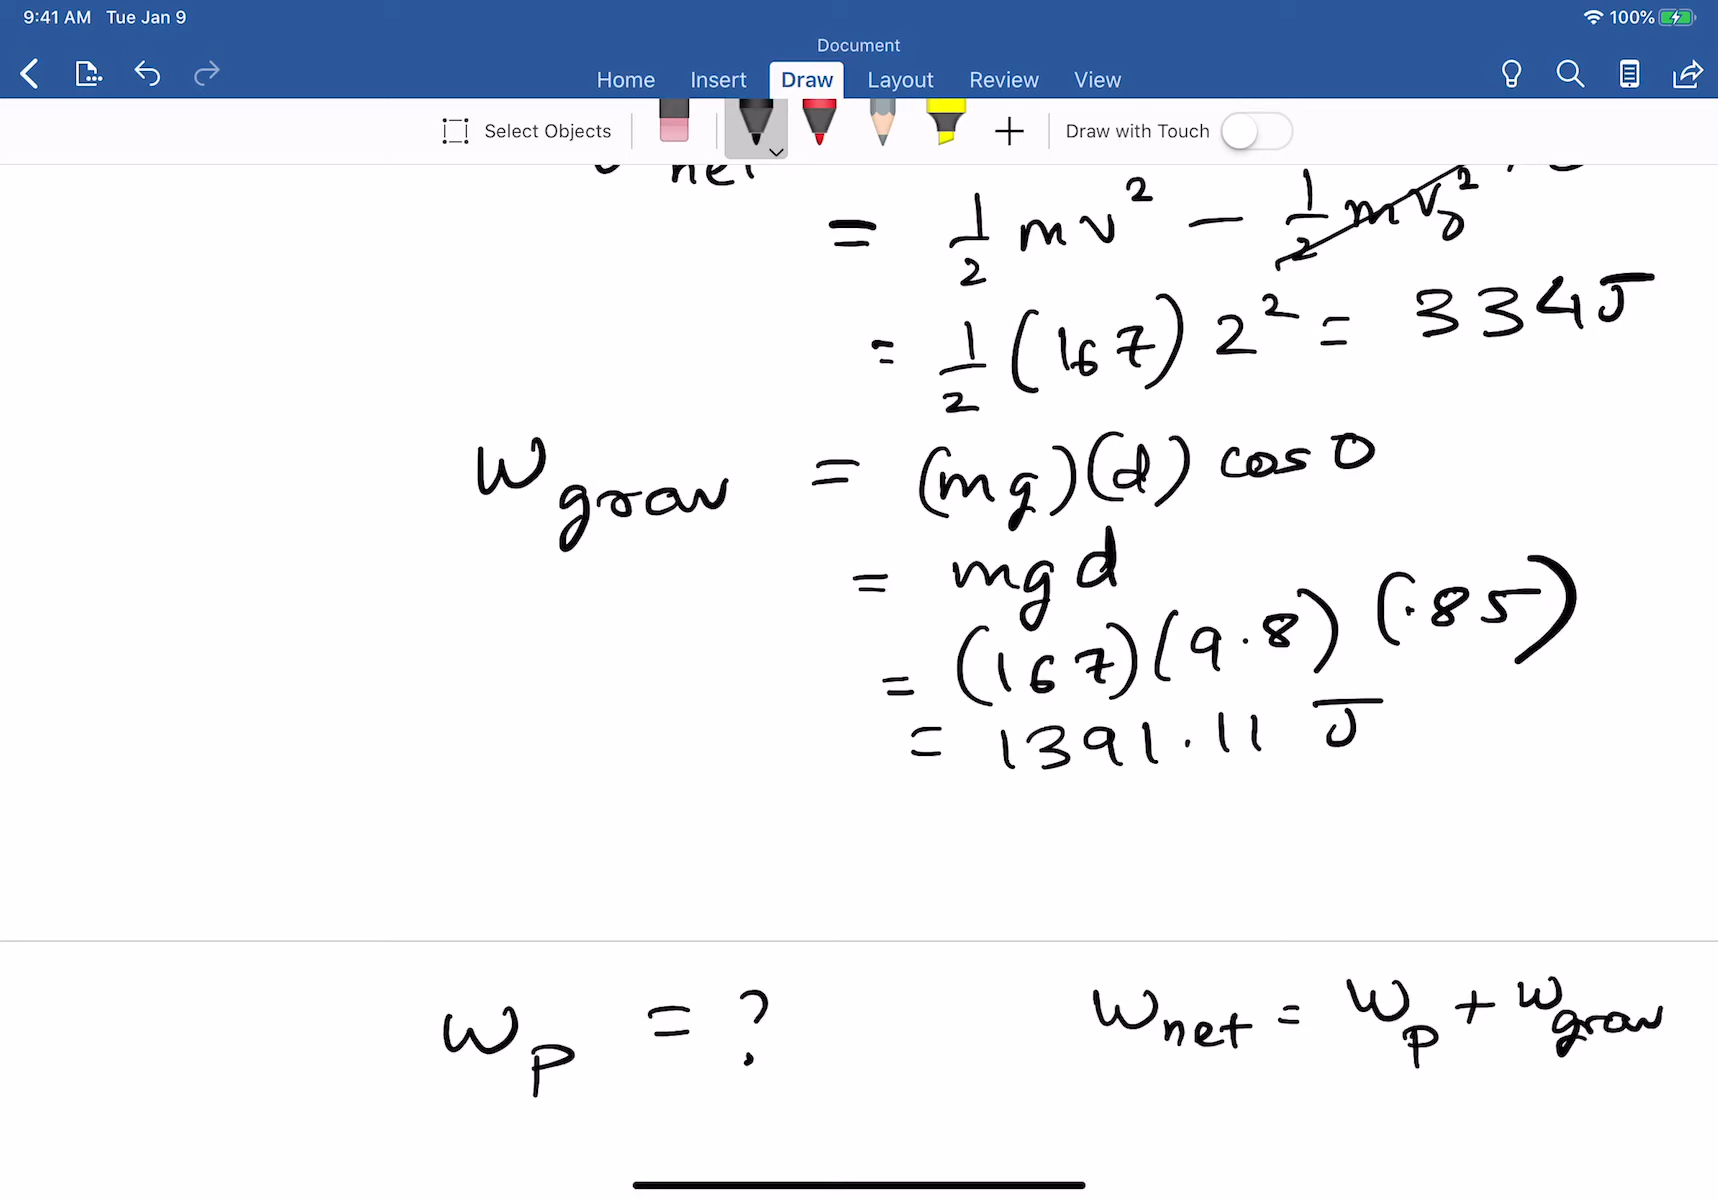 9:41 AM Tue Jan 9 100%
Document
Home Insert Draw Layout Review View
Select Objects Draw with Touch
net
= 1/2 mv² - 1/2 mv₀²
= 1/2 (167) 2² = 334 J
W grav = (mg)(d) cos 0
= mgd
= (167)(9.8)(.85)
= 1391.11 J
Wp = ? Wnet = Wp + Wgrav